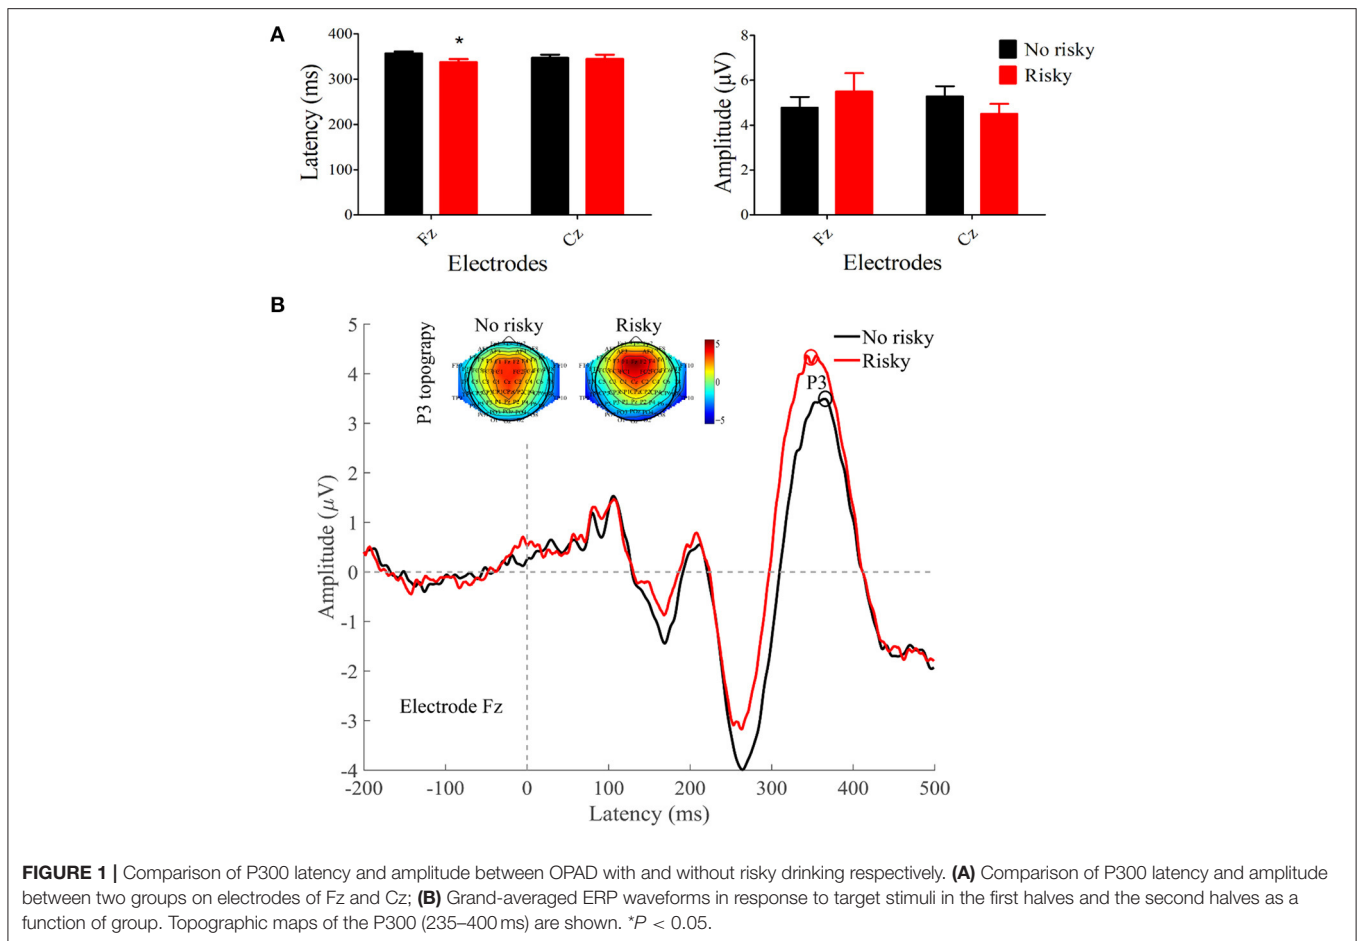 A
400
300
200
100
0
Latency (ms)
*
Fz
Cz
Electrodes
8
6
4
2
0
Amplitude (μV)
No risky
Risky
Fz
Cz
Electrodes
B
5
4
3
2
1
0
-1
-2
-3
-4
Amplitude (μV)
P3 topograpy
No risky
Risky
5
0
−5
No risky
Risky
P3
Electrode Fz
-200
-100
0
100
200
300
400
500
Latency (ms)
FIGURE 1 | Comparison of P300 latency and amplitude between OPAD with and without risky drinking respectively. (A) Comparison of P300 latency and amplitude
between two groups on electrodes of Fz and Cz; (B) Grand-averaged ERP waveforms in response to target stimuli in the first halves and the second halves as a
function of group. Topographic maps of the P300 (235–400 ms) are shown. *P < 0.05.